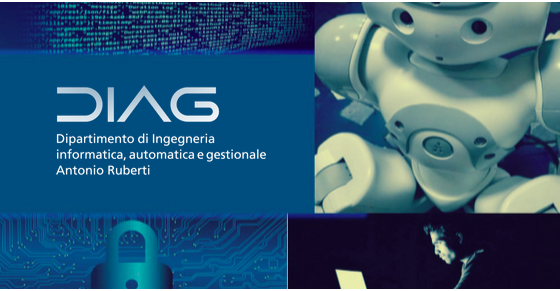 DIAG
Dipartimento di Ingegneria
informatica, automatica e gestionale
Antonio Ruberti